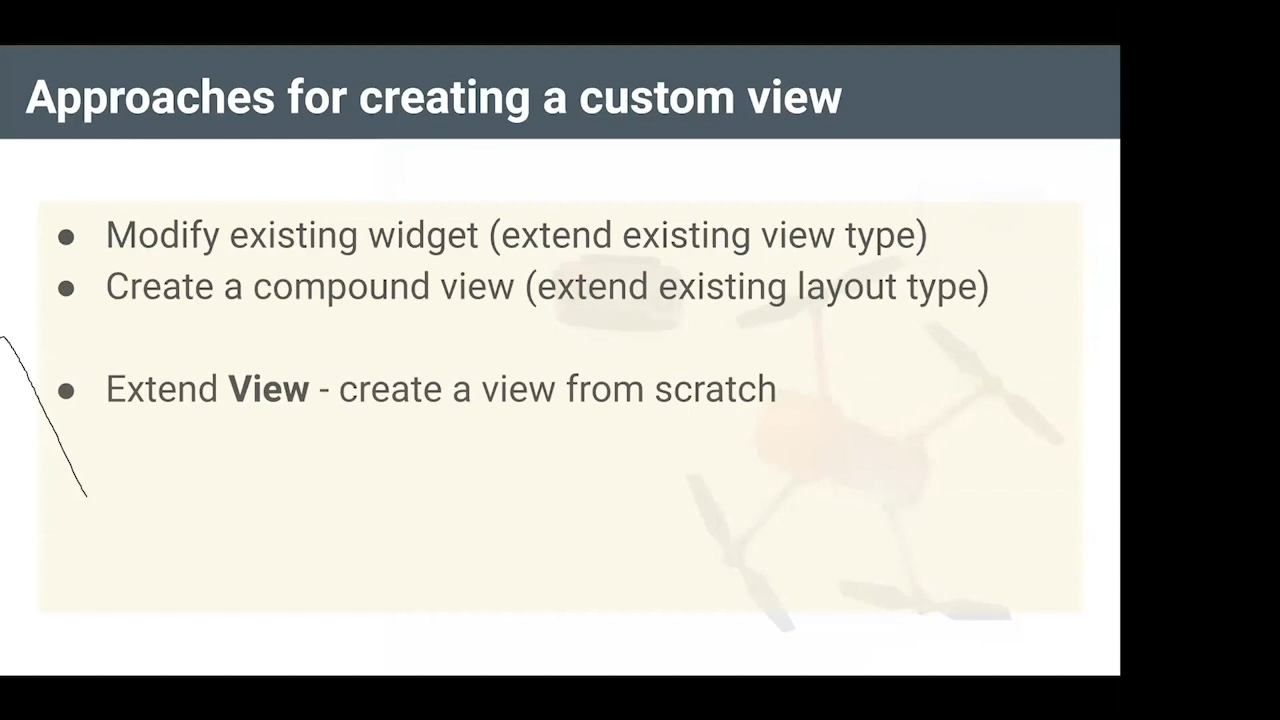 Approaches for creating a custom view
● Modify existing widget (extend existing view type)
● Create a compound view (extend existing layout type)
● Extend View - create a view from scratch